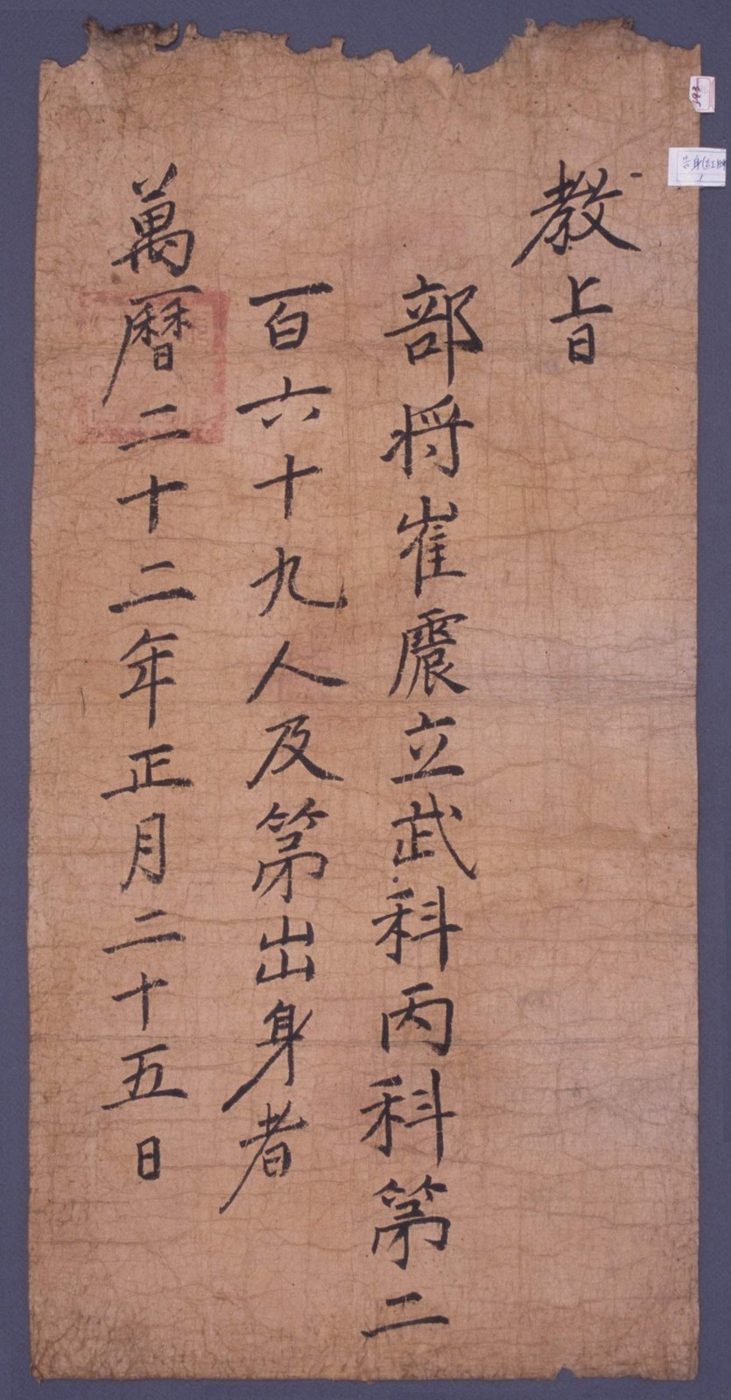 教旨
部将崔震立武科丙科第二
百六十九人及第出身者
萬曆二十二年正月二十五日